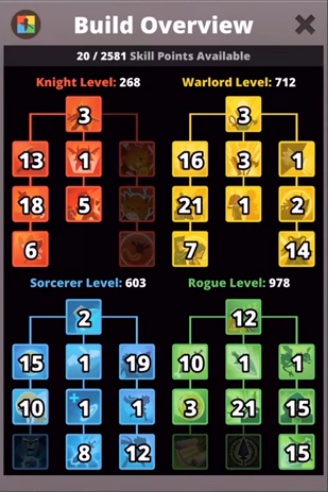 Build Overview
20 / 2581 Skill Points Available
Knight Level: 268 Warlord Level: 712
3 3
13 1 16 3 1
18 5 21 1 2
6 7 14
Sorcerer Level: 603 Rogue Level: 978
2 12
15 1 19 10 1 1
10 1 1 3 21 15
8 12 15